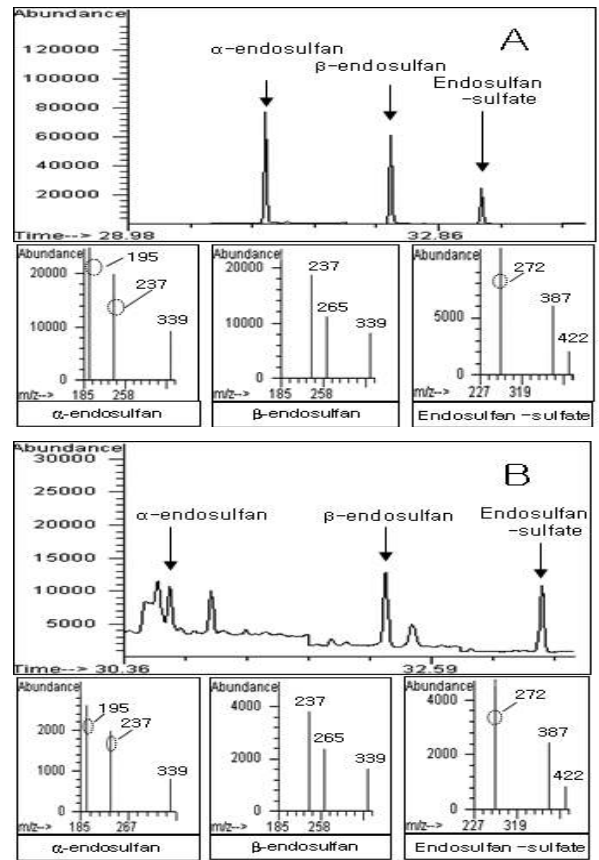 Abundance
A
120000
α-endosulfan
100000
β-endosulfan
80000
Endosulfan
-sulfate
60000
40000
20000
Time--> 28.98
32.86
Abundance
195
20000
237
10000
339
0
m/z--> 185 258
α-endosulfan
Abundance
20000
237
265
10000
339
0
m/z--> 185 258
β-endosulfan
Abundance
272
387
5000
422
0
m/z--> 227 319
Endosulfan -sulfate
Abundance
30000
B
25000
α-endosulfan
β-endosulfan
Endosulfan
-sulfate
20000
15000
10000
5000
Time--> 30.36
32.59
Abundance
195
237
2000
1000
339
0
m/z--> 185 267
α-endosulfan
Abundance
237
4000
265
2000
339
0
m/z--> 185 258
β-endosulfan
Abundance
272
4000
387
2000
422
0
m/z--> 227 319
Endosulfan -sulfate